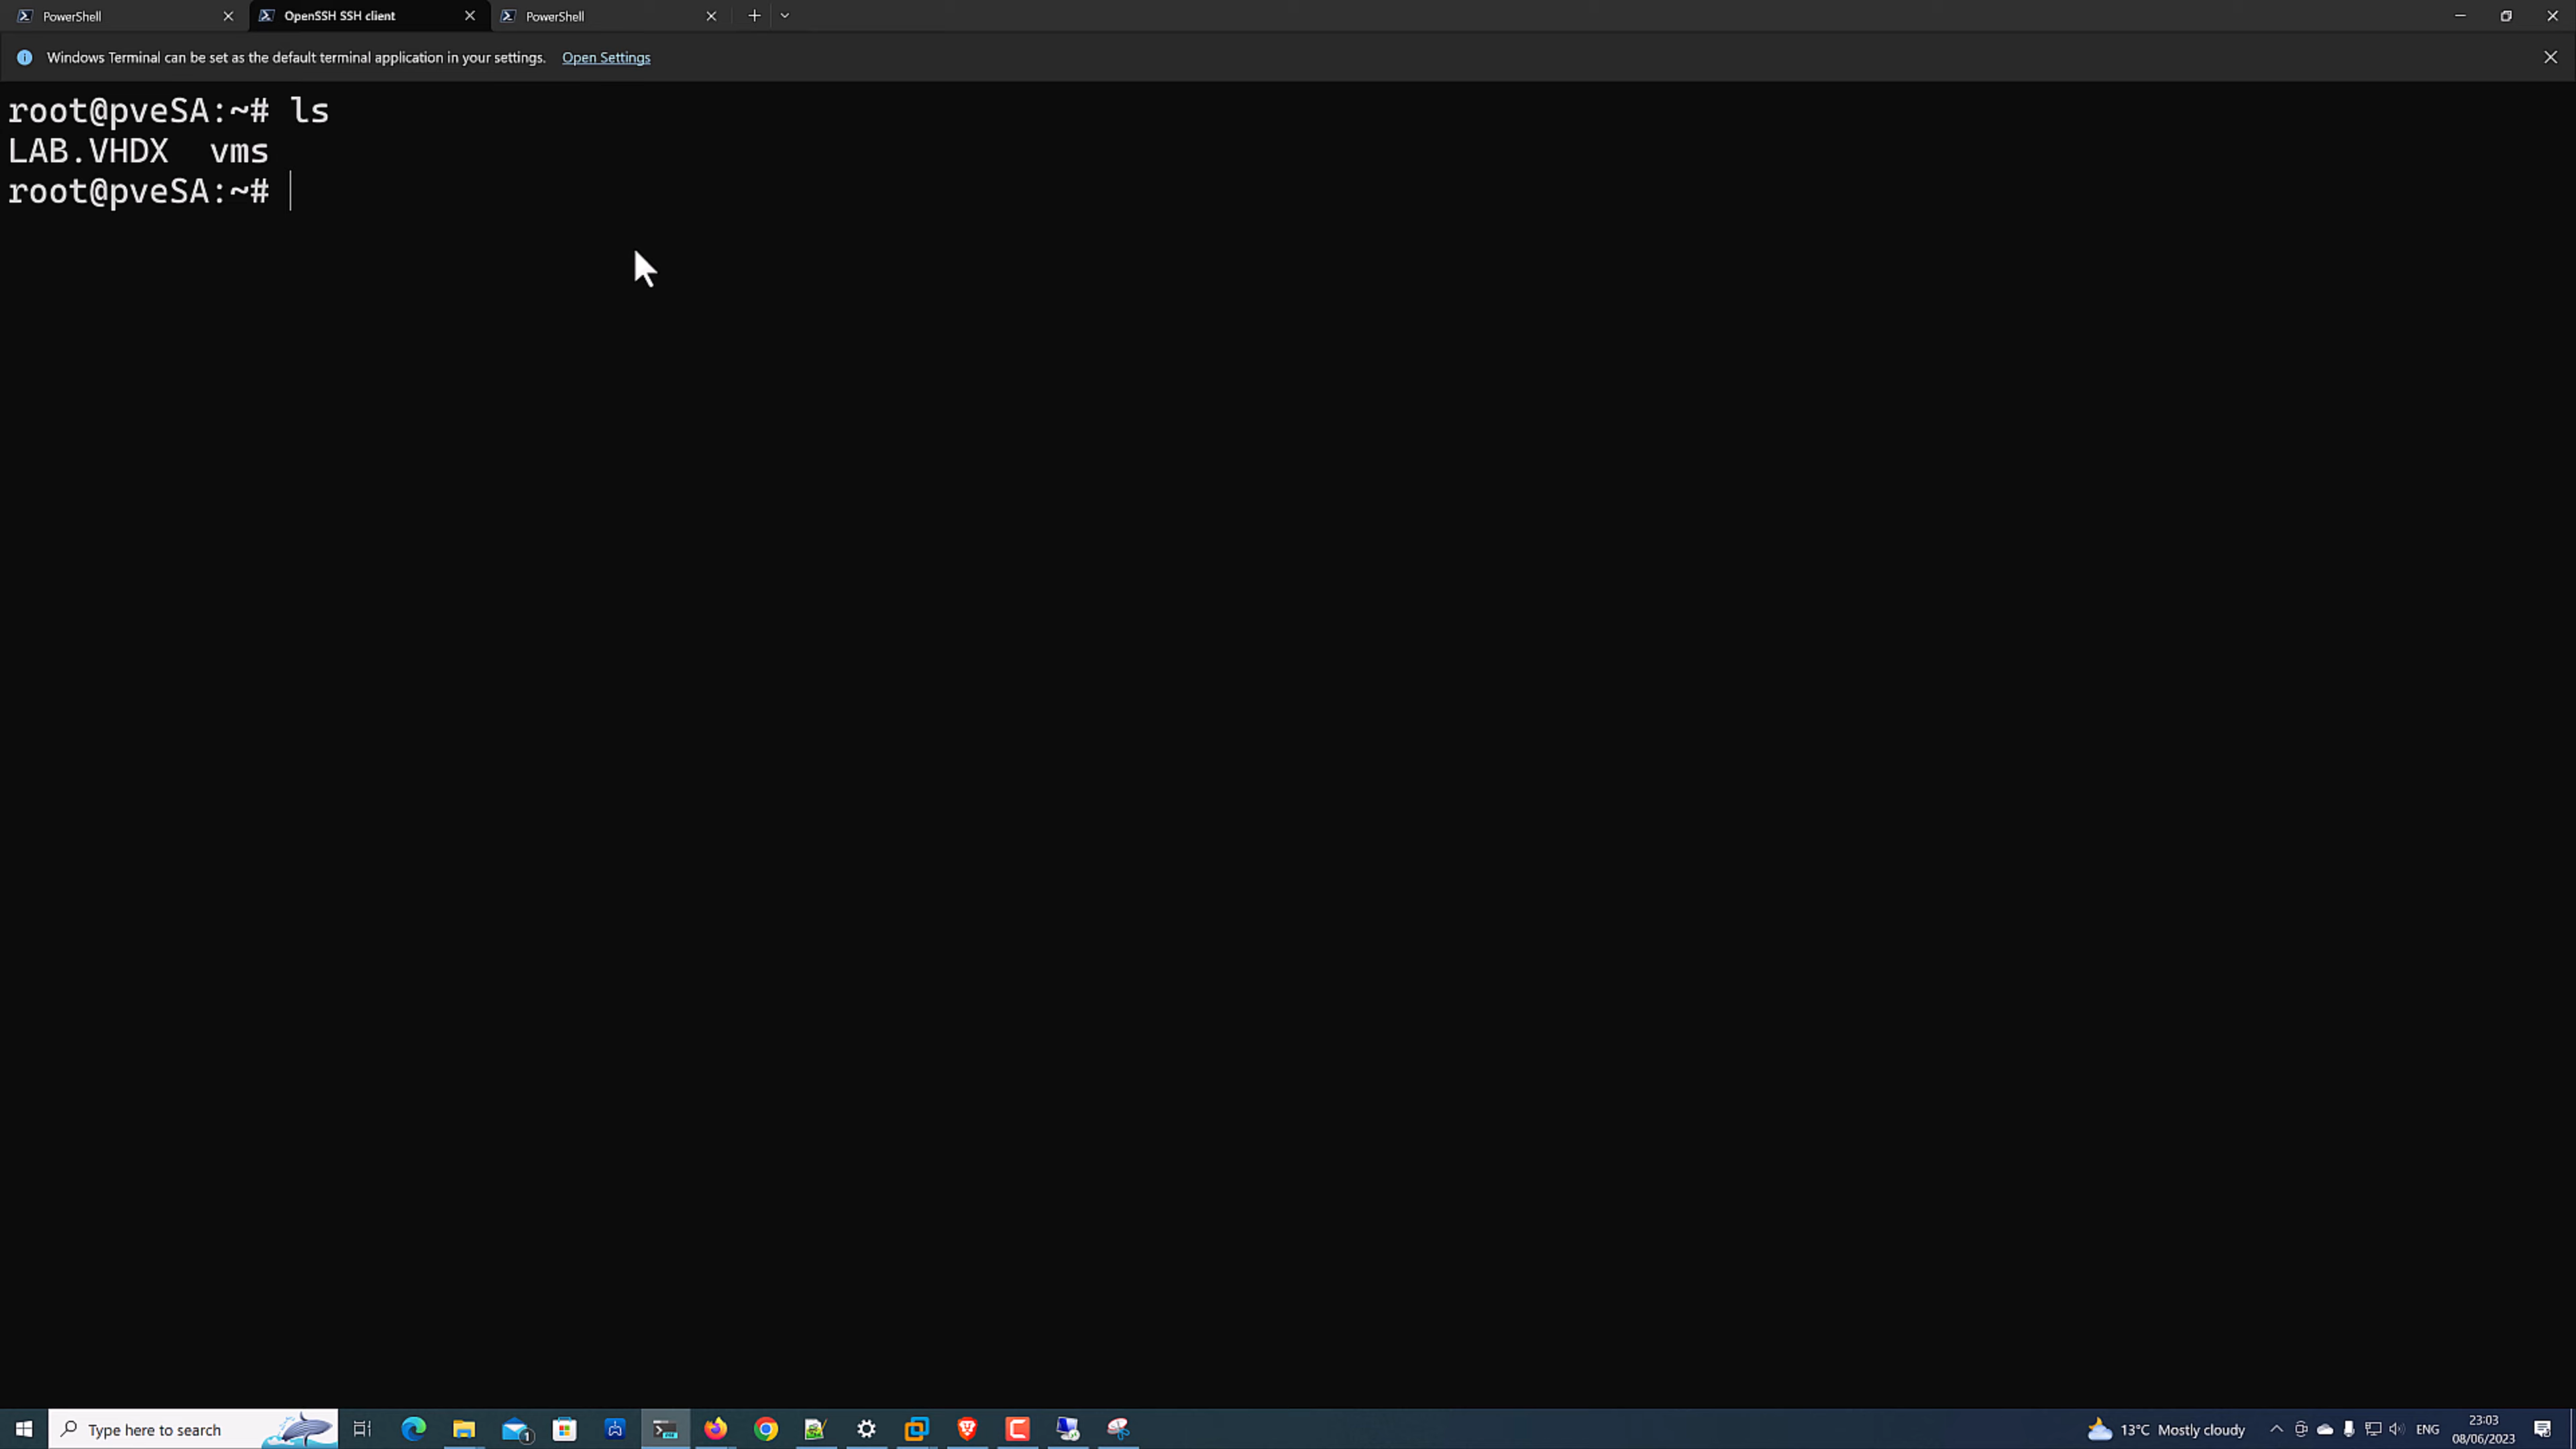 PowerShell
OpenSSH SSH client
PowerShell
Windows Terminal can be set as the default terminal application in your settings. Open Settings
root@pveSA:~# ls
LAB.VHDX  vms
root@pveSA:~#
Type here to search
1
13°C Mostly cloudy
ENG
23:03
08/06/2023